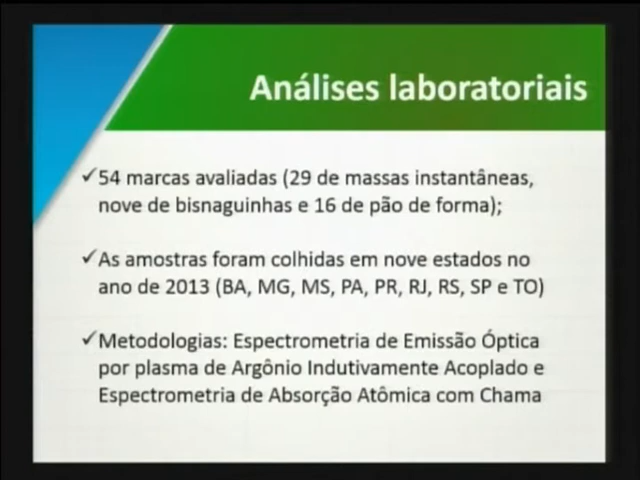 Análises laboratoriais
✓54 marcas avaliadas (29 de massas instantâneas,
nove de bisnaguinhas e 16 de pão de forma);
✓As amostras foram colhidas em nove estados no
ano de 2013 (BA, MG, MS, PA, PR, RJ, RS, SP e TO)
✓Metodologias: Espectrometria de Emissão Óptica
por plasma de Argônio Indutivamente Acoplado e
Espectrometria de Absorção Atômica com Chama